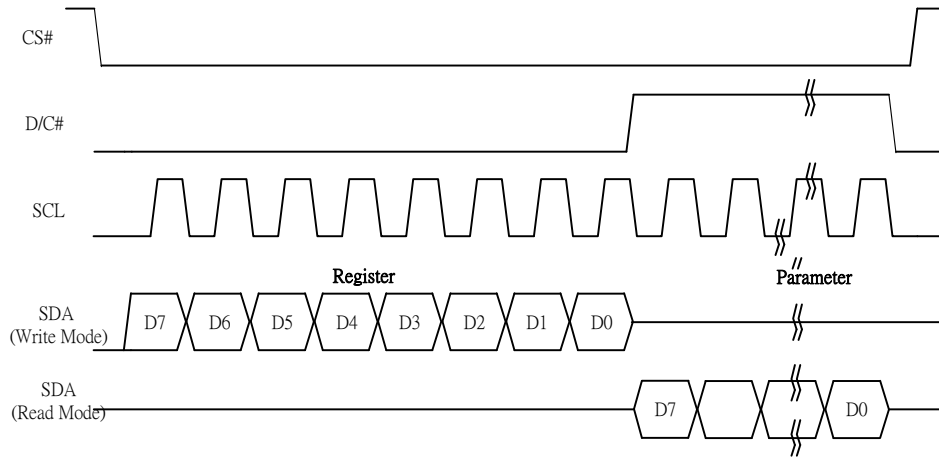 CS#
D/C#
SCL
Register Parameter
SDA
(Write Mode)
D7 D6 D5 D4 D3 D2 D1 D0
SDA
(Read Mode)
D7 D0